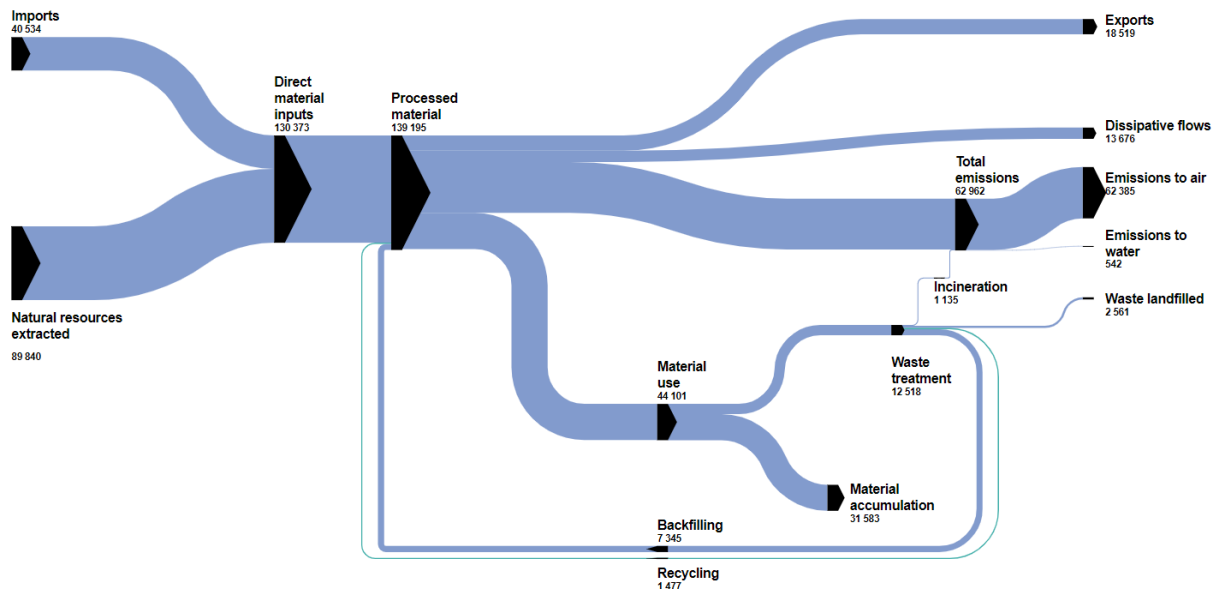 Imports
40 534
Natural resources
extracted
89 840
Direct
material
inputs
130 373
Processed
material
139 195
Exports
18 519
Dissipative flows
13 676
Total
emissions
62 962
Emissions to air
62 385
Emissions to
water
542
Incineration
1 135
Waste landfilled
2 561
Waste
treatment
12 518
Material
use
44 101
Material
accumulation
31 583
Backfilling
7 345
Recycling
1 477